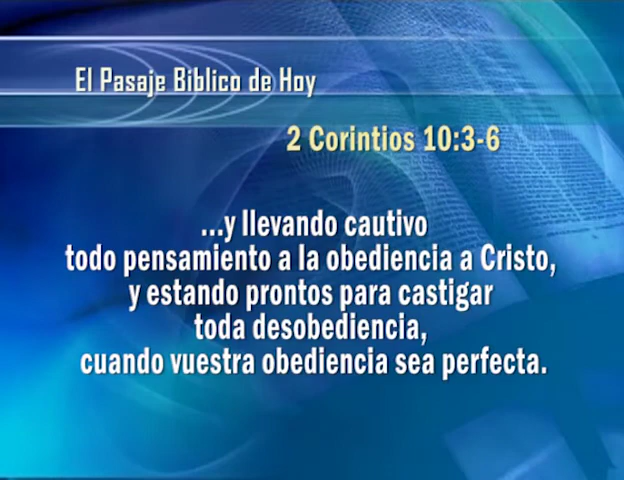 El Pasaje Biblico de Hoy
2 Corintios 10:3-6
...y llevando cautivo
todo pensamiento a la obediencia a Cristo,
y estando prontos para castigar
toda desobediencia,
cuando vuestra obediencia sea perfecta.